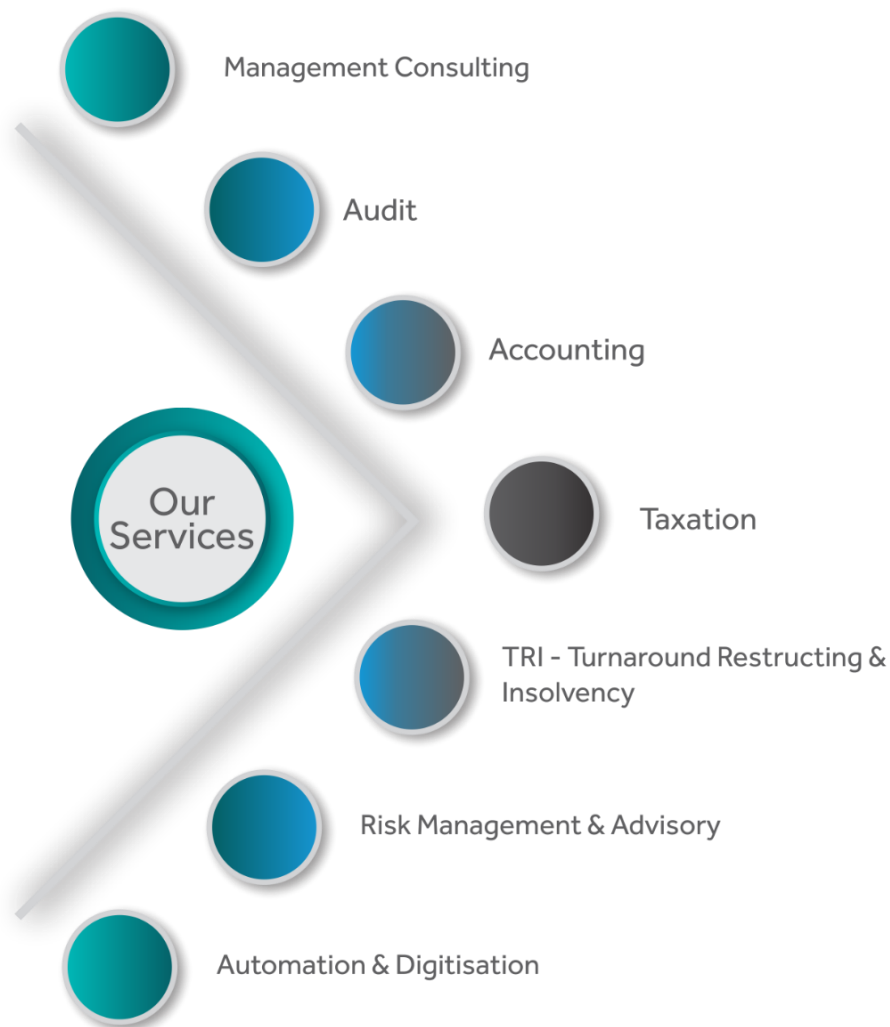 Management Consulting
Audit
Accounting
Our
Services
Taxation
TRI - Turnaround Restructing &
Insolvency
Risk Management & Advisory
Automation & Digitisation